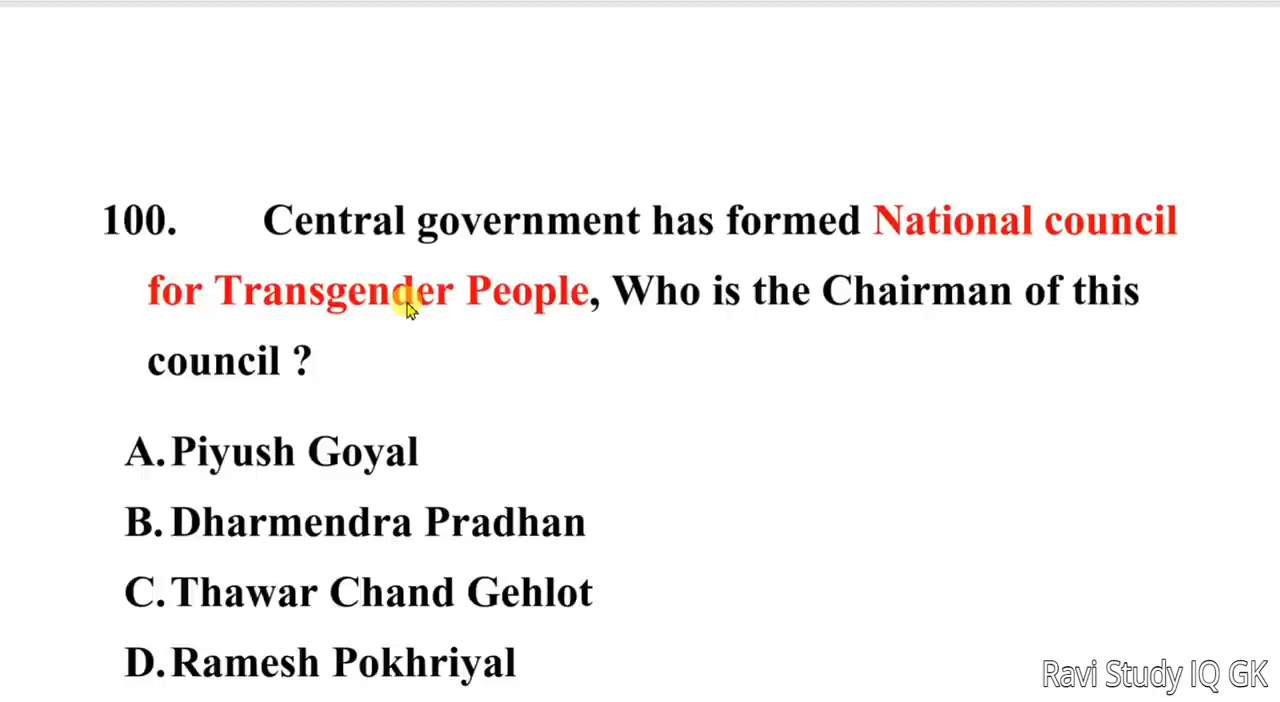 100. Central government has formed National council
for Transgender People, Who is the Chairman of this
council ?
A. Piyush Goyal
B. Dharmendra Pradhan
C. Thawar Chand Gehlot
D. Ramesh Pokhriyal
Ravi Study IQ GK